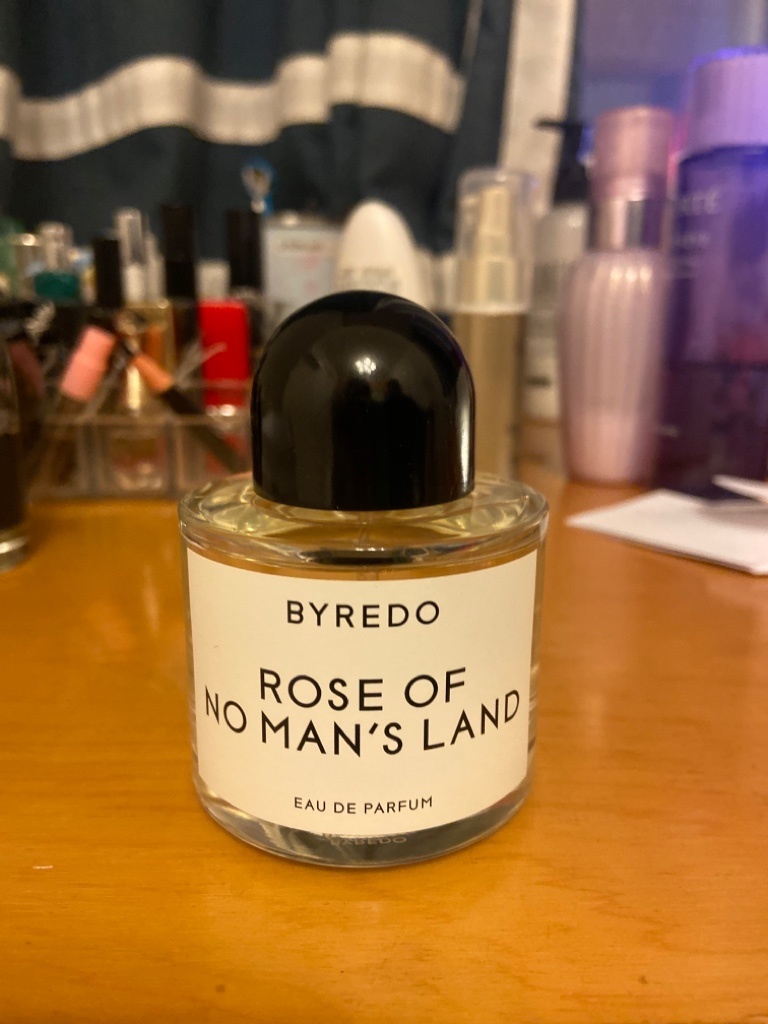 BYREDO
ROSE OF
NO MAN'S LAND
EAU DE PARFUM